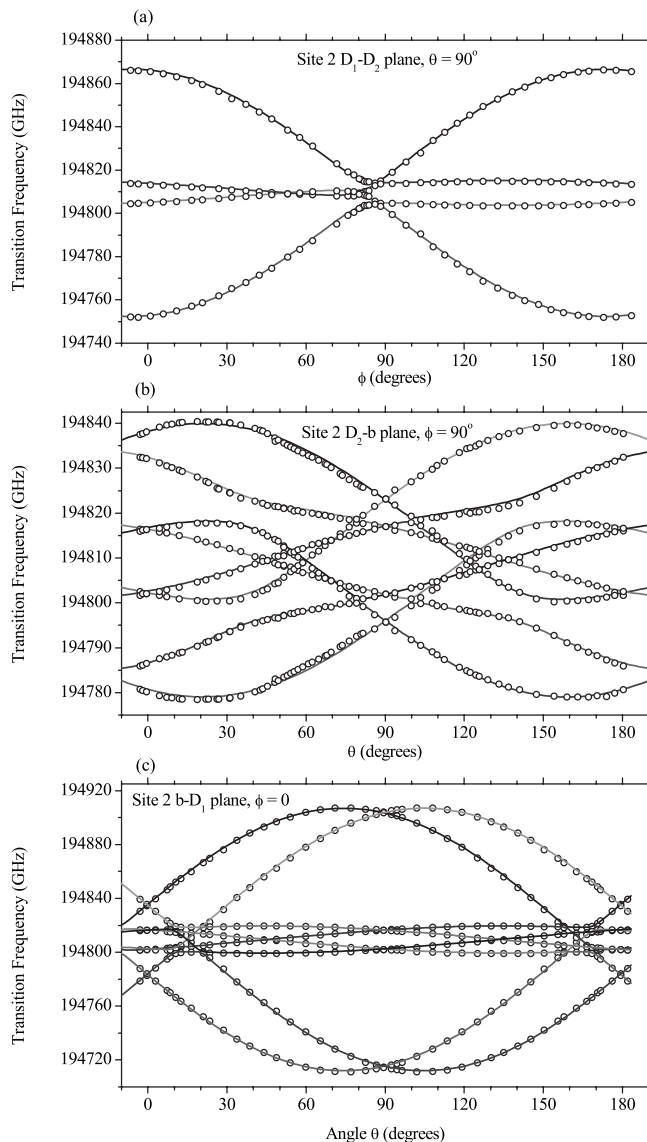 (a)
Site 2 D1-D2 plane, θ = 90°
Transition Frequency (GHz)
194880
194860
194840
194820
194800
194780
194760
194740
0 30 60 90 120 150 180
ϕ (degrees)
(b)
Site 2 D2-b plane, ϕ = 90°
Transition Frequency (GHz)
194840
194830
194820
194810
194800
194790
194780
0 30 60 90 120 150 180
θ (degrees)
(c)
Site 2 b-D1 plane, ϕ = 0
Transition Frequency (GHz)
194920
194880
194840
194800
194760
194720
0 30 60 90 120 150 180
Angle θ (degrees)